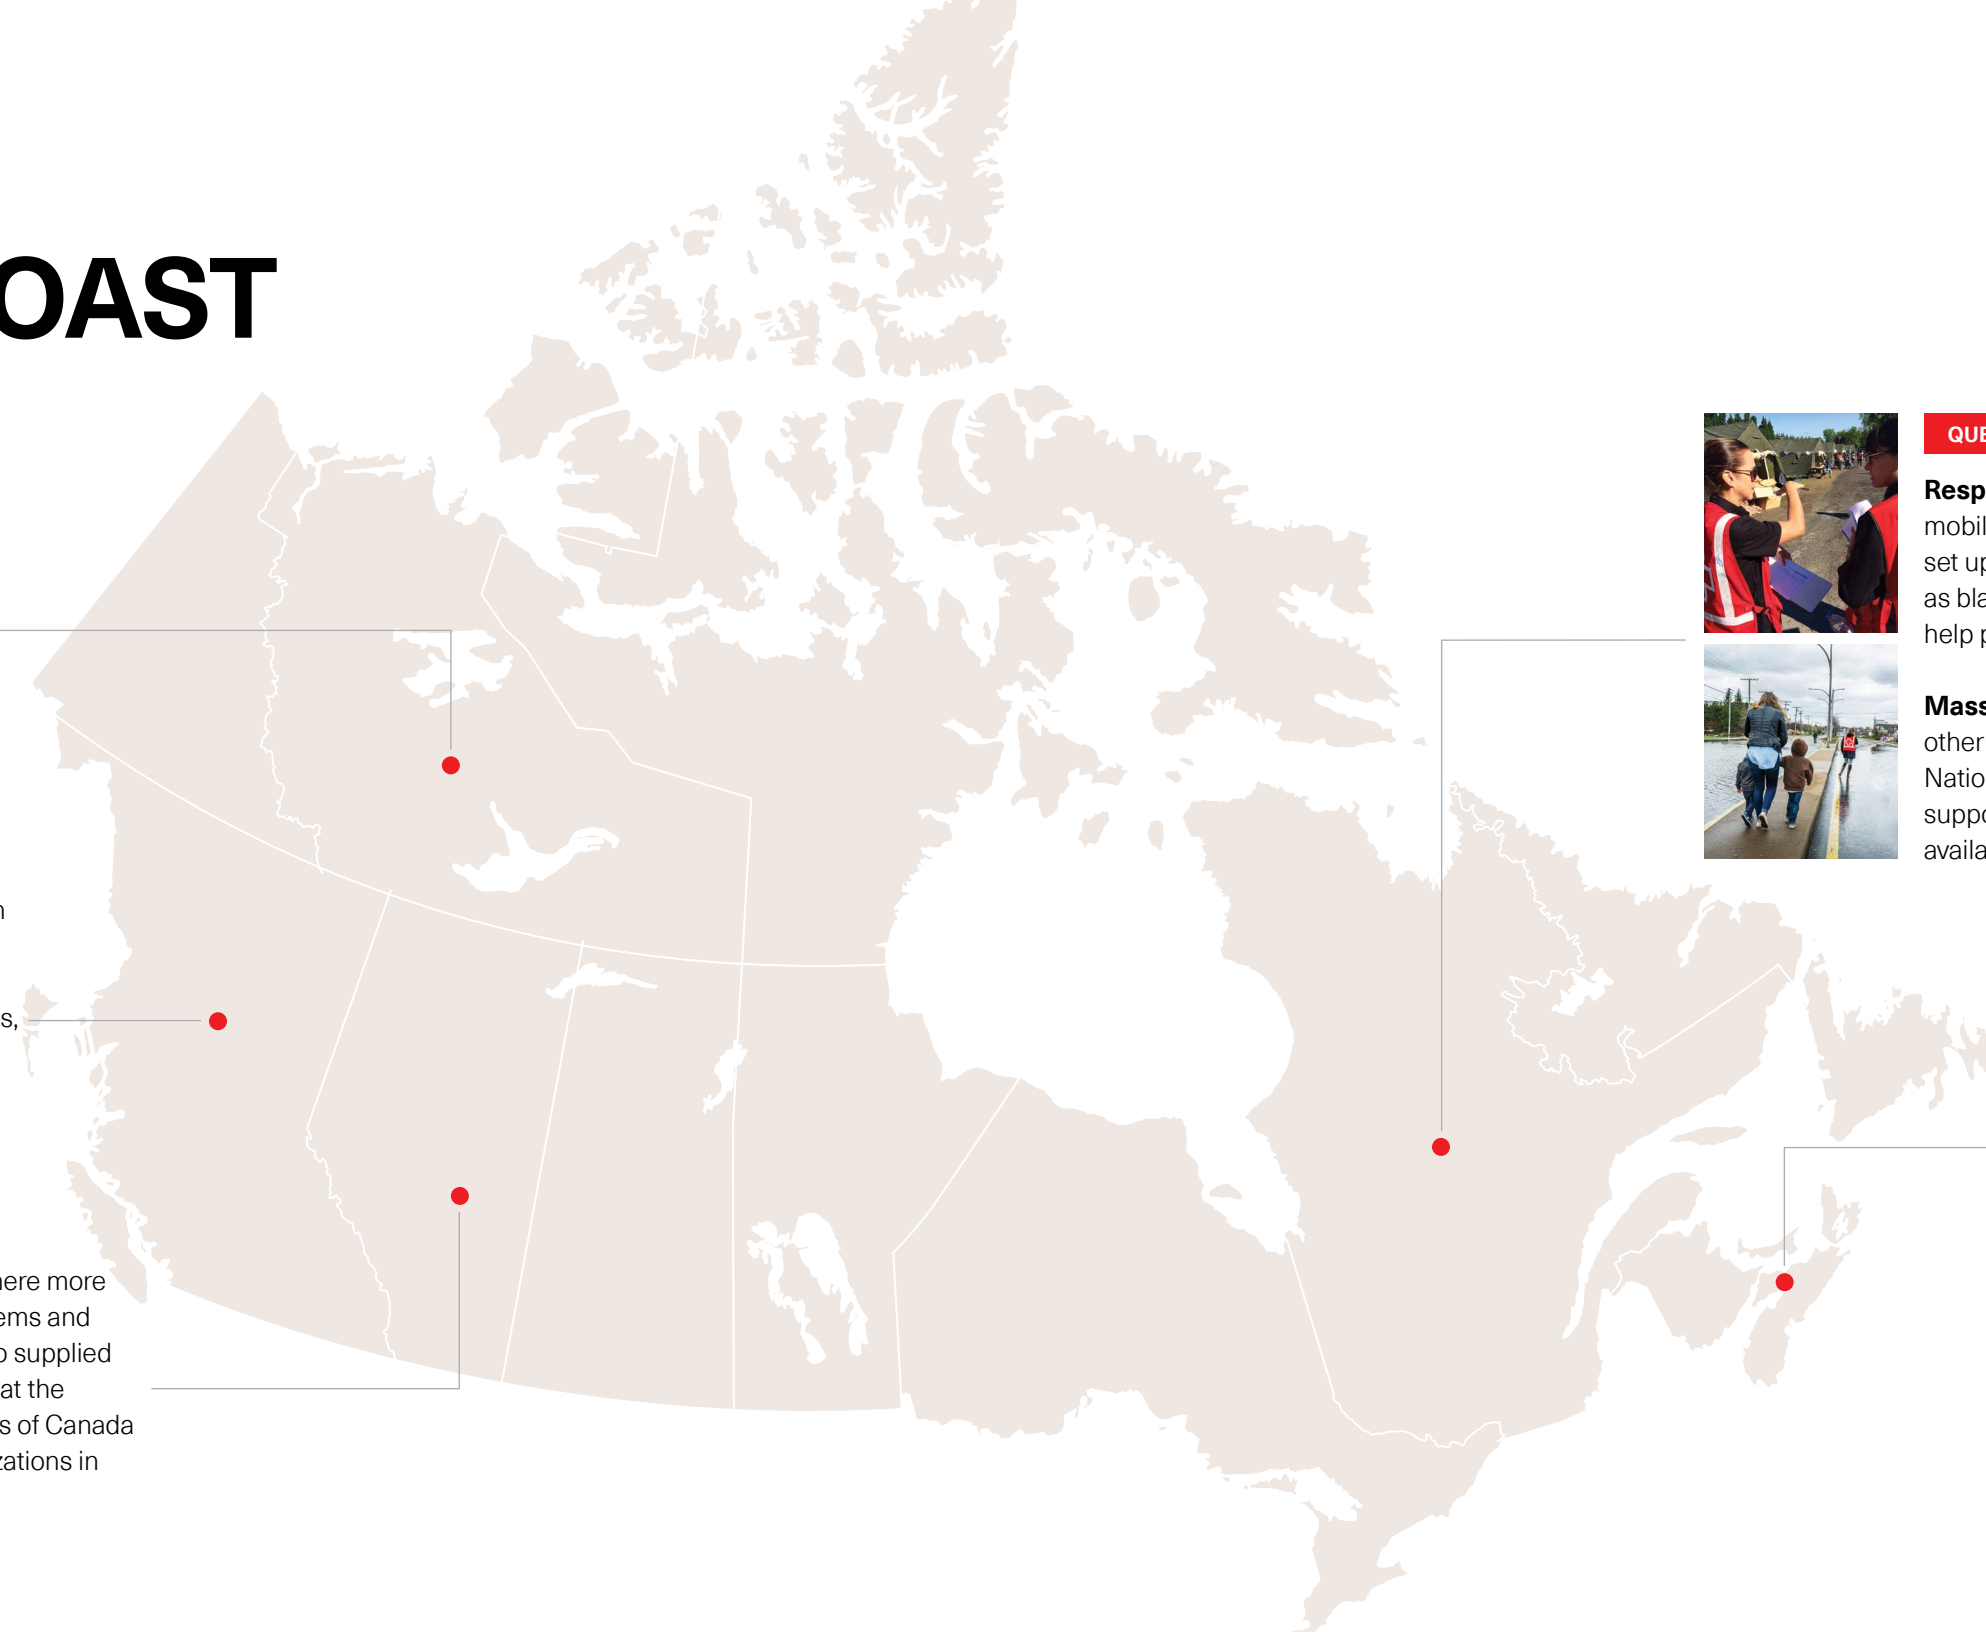 OAST
n
s,
here more
ems and
o supplied
at the
s of Canada
zations in
QUE
Resp
mobil
set up
as bla
help p
Mass
other
Natio
suppo
availa